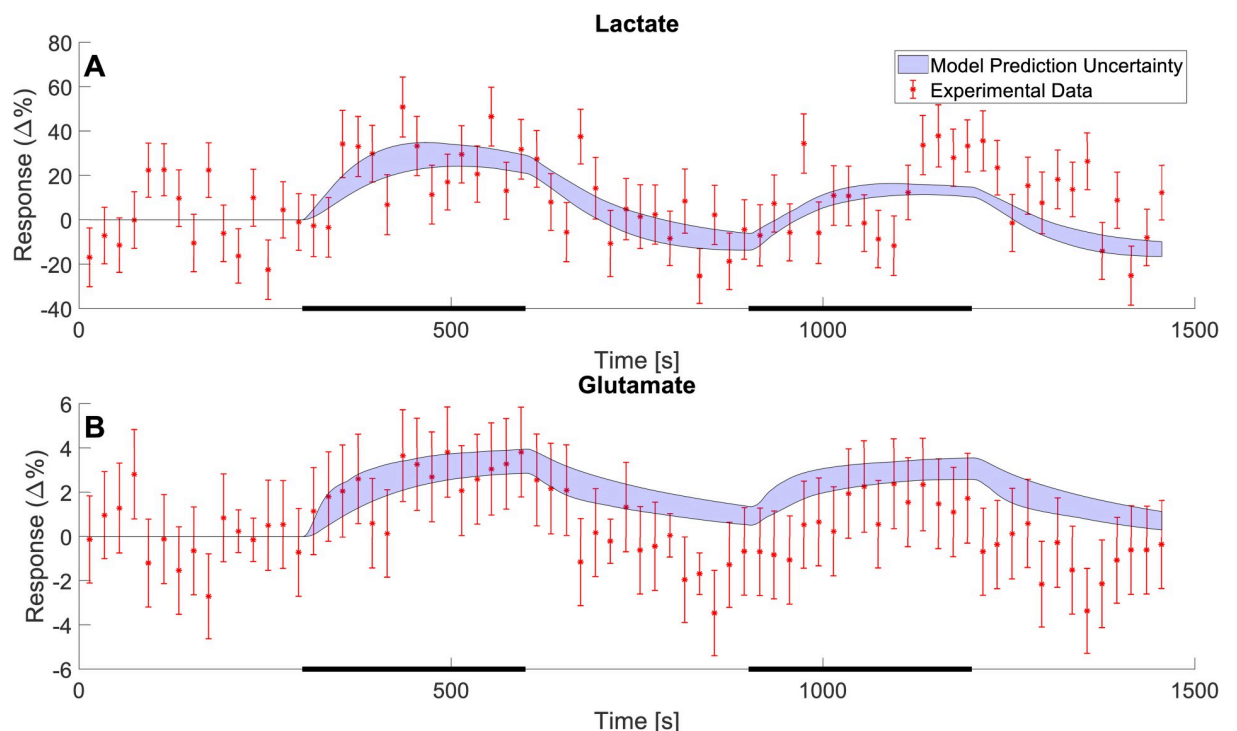 Lactate
A
Response (Δ%)
80
60
40
20
0
-20
-40
Model Prediction Uncertainty
Experimental Data
0 500 1000 1500
Time [s]
Glutamate
B
Response (Δ%)
6
4
2
0
-2
-4
-6
0 500 1000 1500
Time [s]